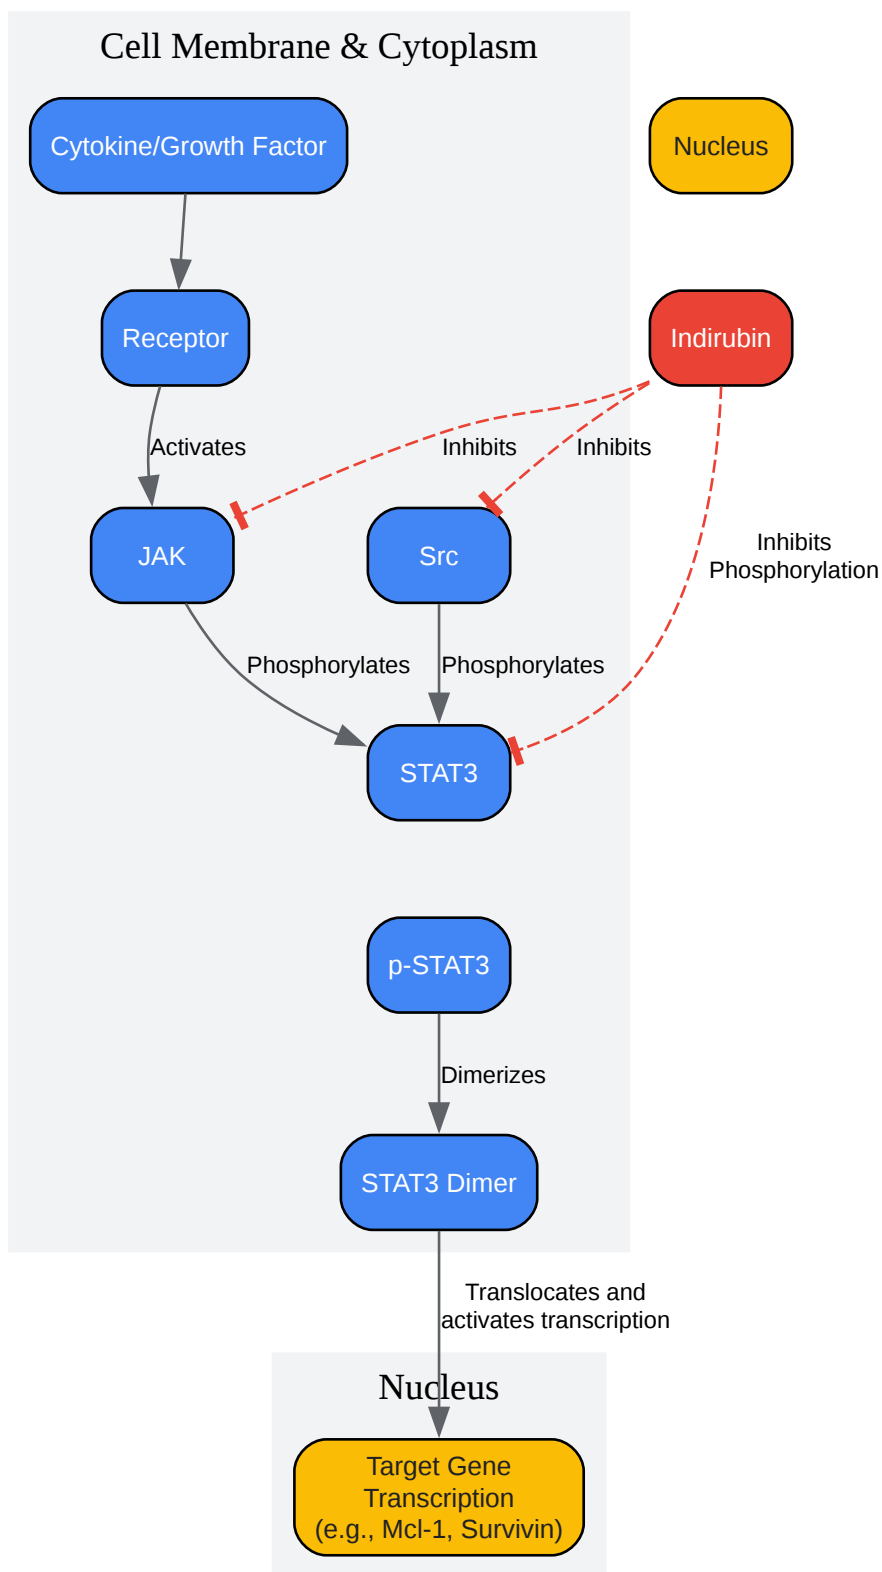 Cell Membrane & Cytoplasm
Cytokine/Growth Factor
Nucleus
Receptor
Indirubin
Activates
Inhibits
Inhibits
JAK
Src
Inhibits
Phosphorylation
Phosphorylates
Phosphorylates
STAT3
p-STAT3
Dimerizes
STAT3 Dimer
Translocates and
activates transcription
Nucleus
Target Gene
Transcription
(e.g., Mcl-1, Survivin)